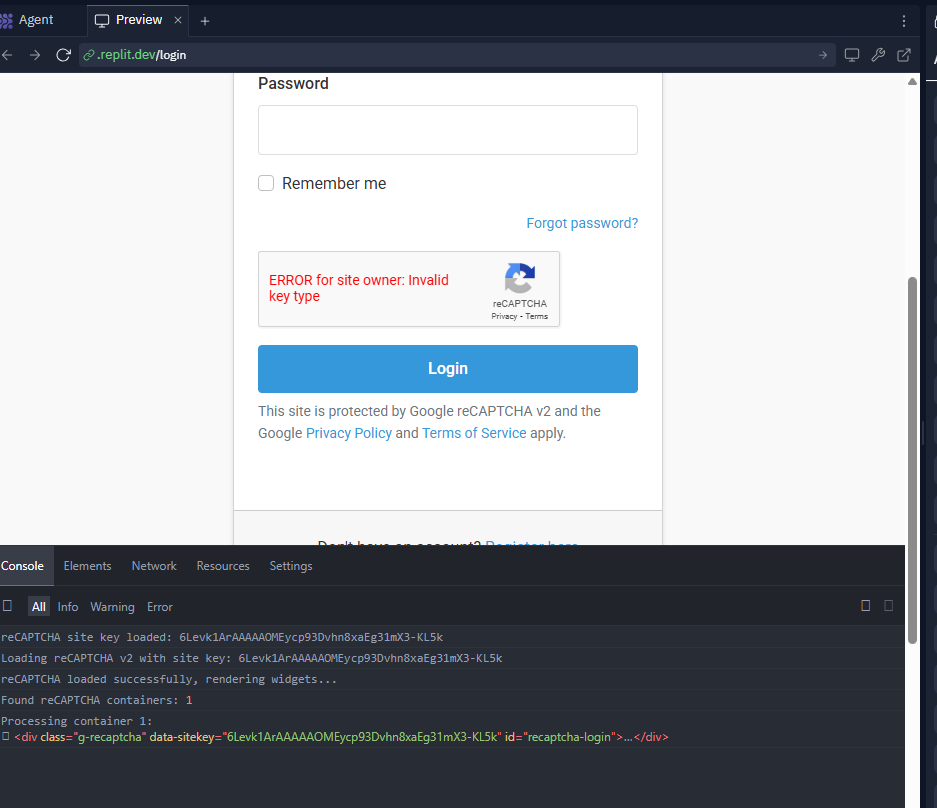 Agent
Preview
.replit.dev/login
Password
Remember me
Forgot password?
ERROR for site owner: Invalid
key type
reCAPTCHA
Privacy - Terms
Login
This site is protected by Google reCAPTCHA v2 and the
Google Privacy Policy and Terms of Service apply.
Don't have an account? Register here
Console Elements Network Resources Settings
All Info Warning Error
reCAPTCHA site key loaded: 6Levk1ArAAAAAOMEycp93Dvhn8xaEg31mX3-KL5k
Loading reCAPTCHA v2 with site key: 6Levk1ArAAAAAOMEycp93Dvhn8xaEg31mX3-KL5k
reCAPTCHA loaded successfully, rendering widgets...
Found reCAPTCHA containers: 1
Processing container 1:
<div class="g-recaptcha" data-sitekey="6Levk1ArAAAAAOMEycp93Dvhn8xaEg31mX3-KL5k" id="recaptcha-login">...</div>